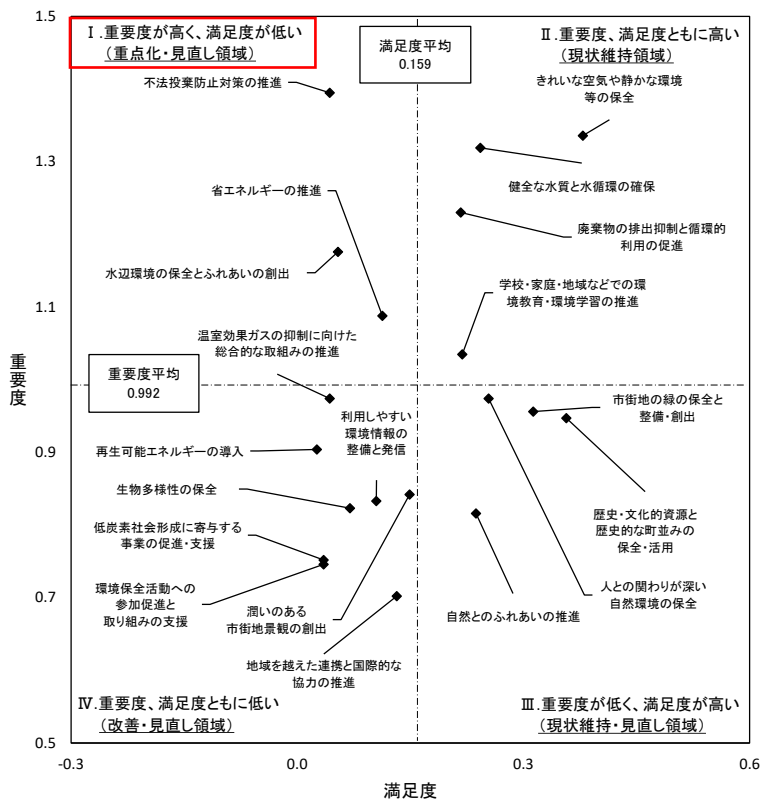 1.5
Ⅰ.重要度が高く、満足度が低い
(重点化・見直し領域)
満足度平均
0.159
Ⅱ.重要度、満足度ともに高い
(現状維持領域)
不法投棄防止対策の推進
きれいな空気や静かな環境
等の保全
1.3
省エネルギーの推進
健全な水質と水循環の確保
廃棄物の排出抑制と循環的
利用の促進
水辺環境の保全とふれあいの創出
学校・家庭・地域などでの環
境教育・環境学習の推進
1.1
温室効果ガスの抑制に向けた
総合的な取組みの推進
重要度
重要度平均
0.992
利用しやすい
環境情報の
整備と発信
市街地の緑の保全と
整備・創出
0.9
再生可能エネルギーの導入
生物多様性の保全
歴史・文化的資源と
歴史的な町並みの
保全・活用
低炭素社会形成に寄与する
事業の促進・支援
環境保全活動への
参加促進と
取り組みの支援
人との関わりが深い
自然環境の保全
0.7
潤いのある
市街地景観の創出
自然とのふれあいの推進
地域を越えた連携と国際的な
協力の推進
Ⅳ.重要度、満足度ともに低い
(改善・見直し領域)
Ⅲ.重要度が低く、満足度が高い
(現状維持・見直し領域)
0.5
-0.3
0.0
0.3
0.6
満足度